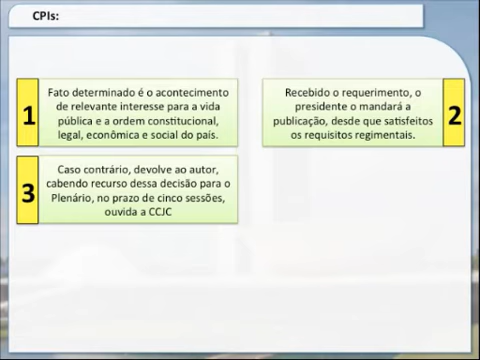 CPIs:
1
Fato determinado é o acontecimento
de relevante interesse para a vida
pública e a ordem constitucional,
legal, econômica e social do país.
Recebido o requerimento, o
presidente o mandará a
publicação, desde que satisfeitos
os requisitos regimentais.
2
3
Caso contrário, devolve ao autor,
cabendo recurso dessa decisão para o
Plenário, no prazo de cinco sessões,
ouvida a CCJC